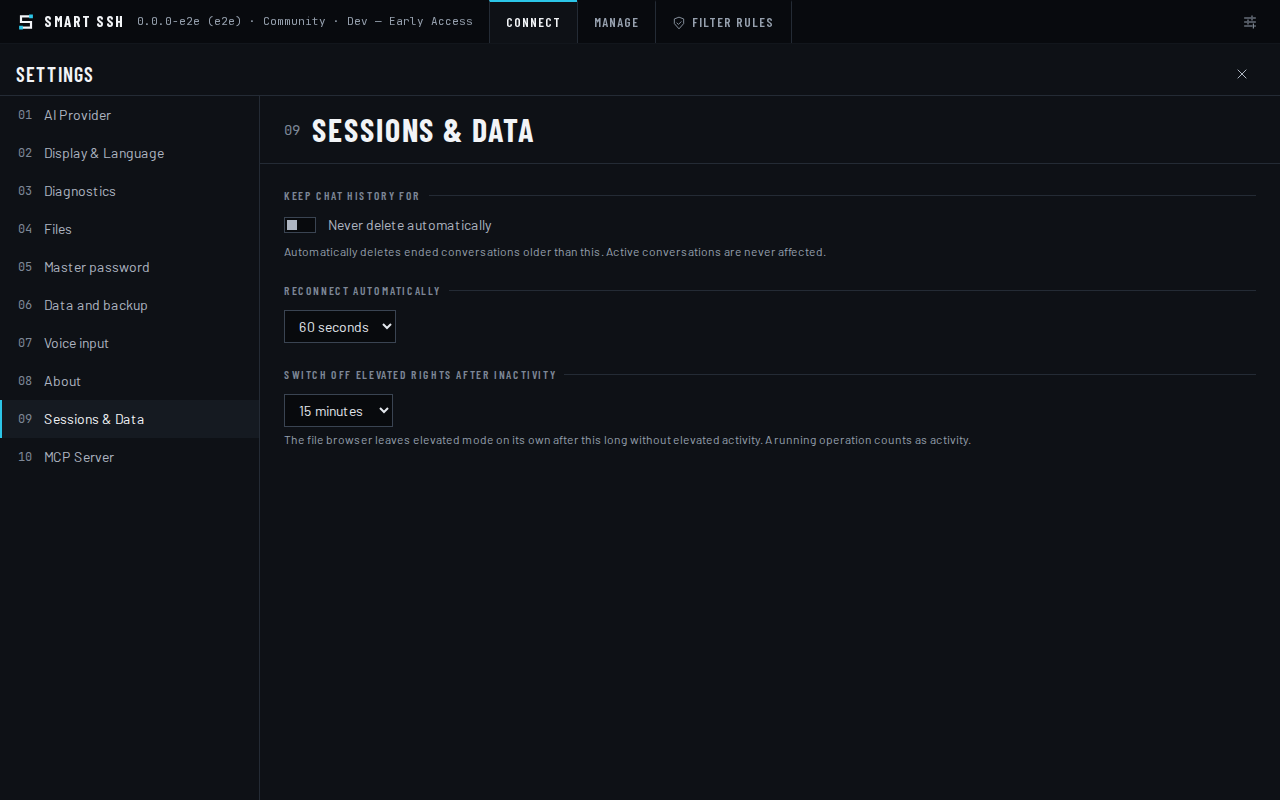 SMART SSH 0.0.0-e2e (e2e) · Community · Dev — Early Access CONNECT MANAGE FILTER RULES
SETTINGS
01 AI Provider
02 Display & Language
03 Diagnostics
04 Files
05 Master password
06 Data and backup
07 Voice input
08 About
09 Sessions & Data
10 MCP Server
09 SESSIONS & DATA
KEEP CHAT HISTORY FOR
Never delete automatically
Automatically deletes ended conversations older than this. Active conversations are never affected.
RECONNECT AUTOMATICALLY
60 seconds
SWITCH OFF ELEVATED RIGHTS AFTER INACTIVITY
15 minutes
The file browser leaves elevated mode on its own after this long without elevated activity. A running operation counts as activity.